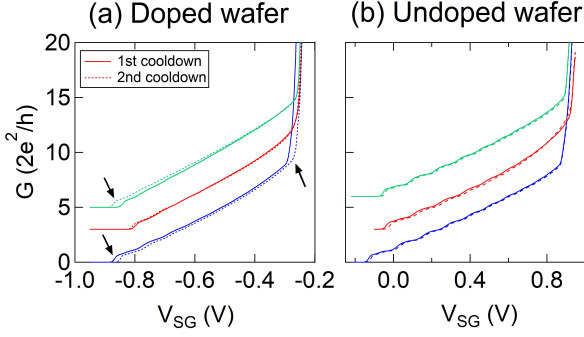 (a) Doped wafer
(b) Undoped wafer
1st cooldown
2nd cooldown
G (2e²/h)
20
15
10
5
0
-1.0 -0.8 -0.6 -0.4 -0.2
0.0 0.4 0.8
V_SG (V)
V_SG (V)